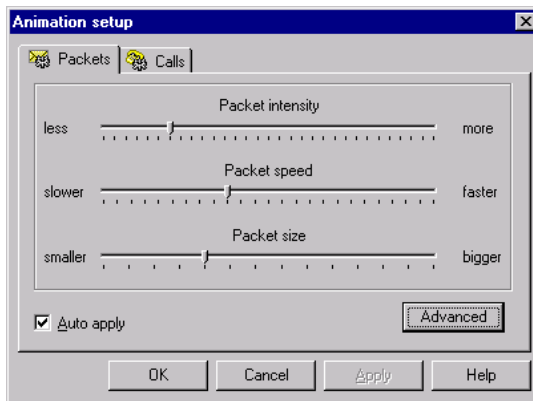 Animation setup
Packets Calls
Packet intensity
less more
Packet speed
slower faster
Packet size
smaller bigger
Auto apply Advanced
OK Cancel Apply Help